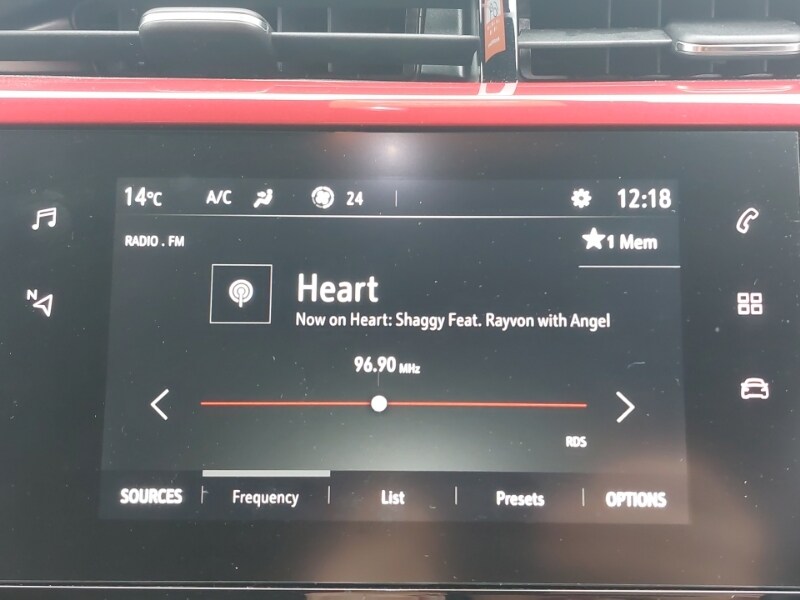 14°C A/C 24 12:18
RADIO . FM 1 Mem
Heart
Now on Heart: Shaggy Feat. Rayvon with Angel
96.90 MHz
N
RDS
SOURCES Frequency List Presets OPTIONS